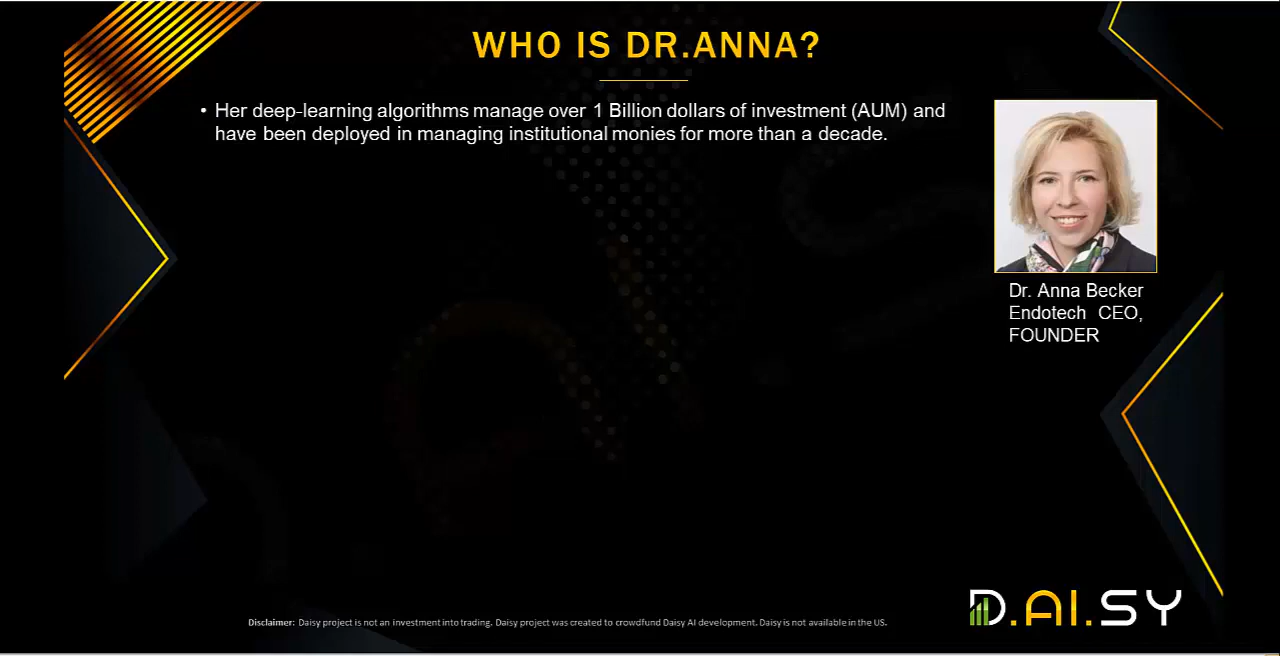 WHO IS DR.ANNA?
• Her deep-learning algorithms manage over 1 Billion dollars of investment (AUM) and
have been deployed in managing institutional monies for more than a decade.
Dr. Anna Becker
Endotech CEO,
FOUNDER
D.AI.SY
Disclaimer: Daisy project is not an investment into trading. Daisy project was created to crowdfund Daisy AI development. Daisy is not available in the US.